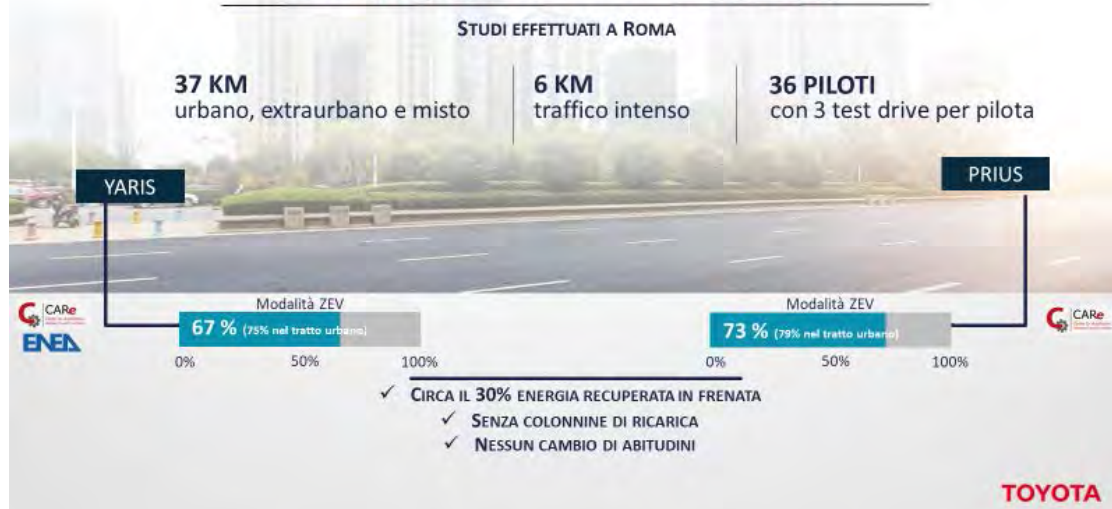 STUDI EFFETTUATI A ROMA
37 KM
urbano, extraurbano e misto
6 KM
traffico intenso
36 PILOTI
con 3 test drive per pilota
YARIS
PRIUS
CARe
ENEA
Modalità ZEV
67 % (75% nel tratto urbano)
0% 50% 100%
Modalità ZEV
73 % (79% nel tratto urbano)
0% 50% 100%
CARe
✓ CIRCA IL 30% ENERGIA RECUPERATA IN FRENATA
✓ SENZA COLONNINE DI RICARICA
✓ NESSUN CAMBIO DI ABITUDINI
TOYOTA